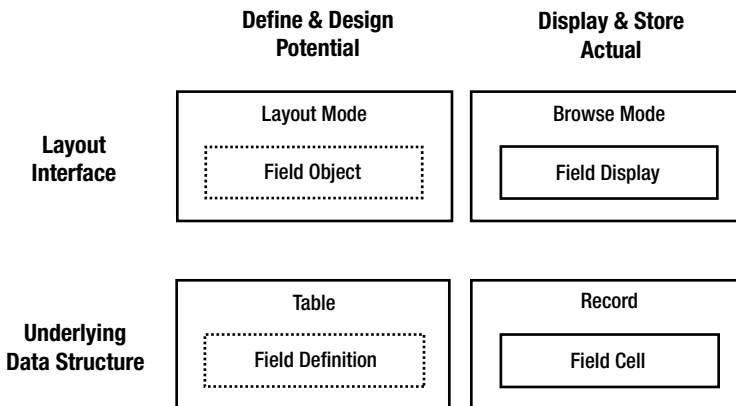 Define & Design
Potential
Display & Store
Actual
Layout
Interface
Layout Mode
Field Object
Browse Mode
Field Display
Underlying
Data Structure
Table
Field Definition
Record
Field Cell